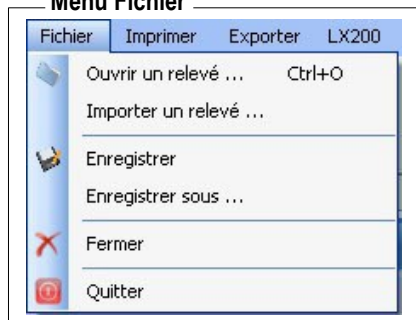 Menu Fichier
Fichier Imprimer Exporter LX200
Ouvrir un relevé ... Ctrl+O
Importer un relevé ...
Enregistrer
Enregistrer sous ...
Fermer
Quitter